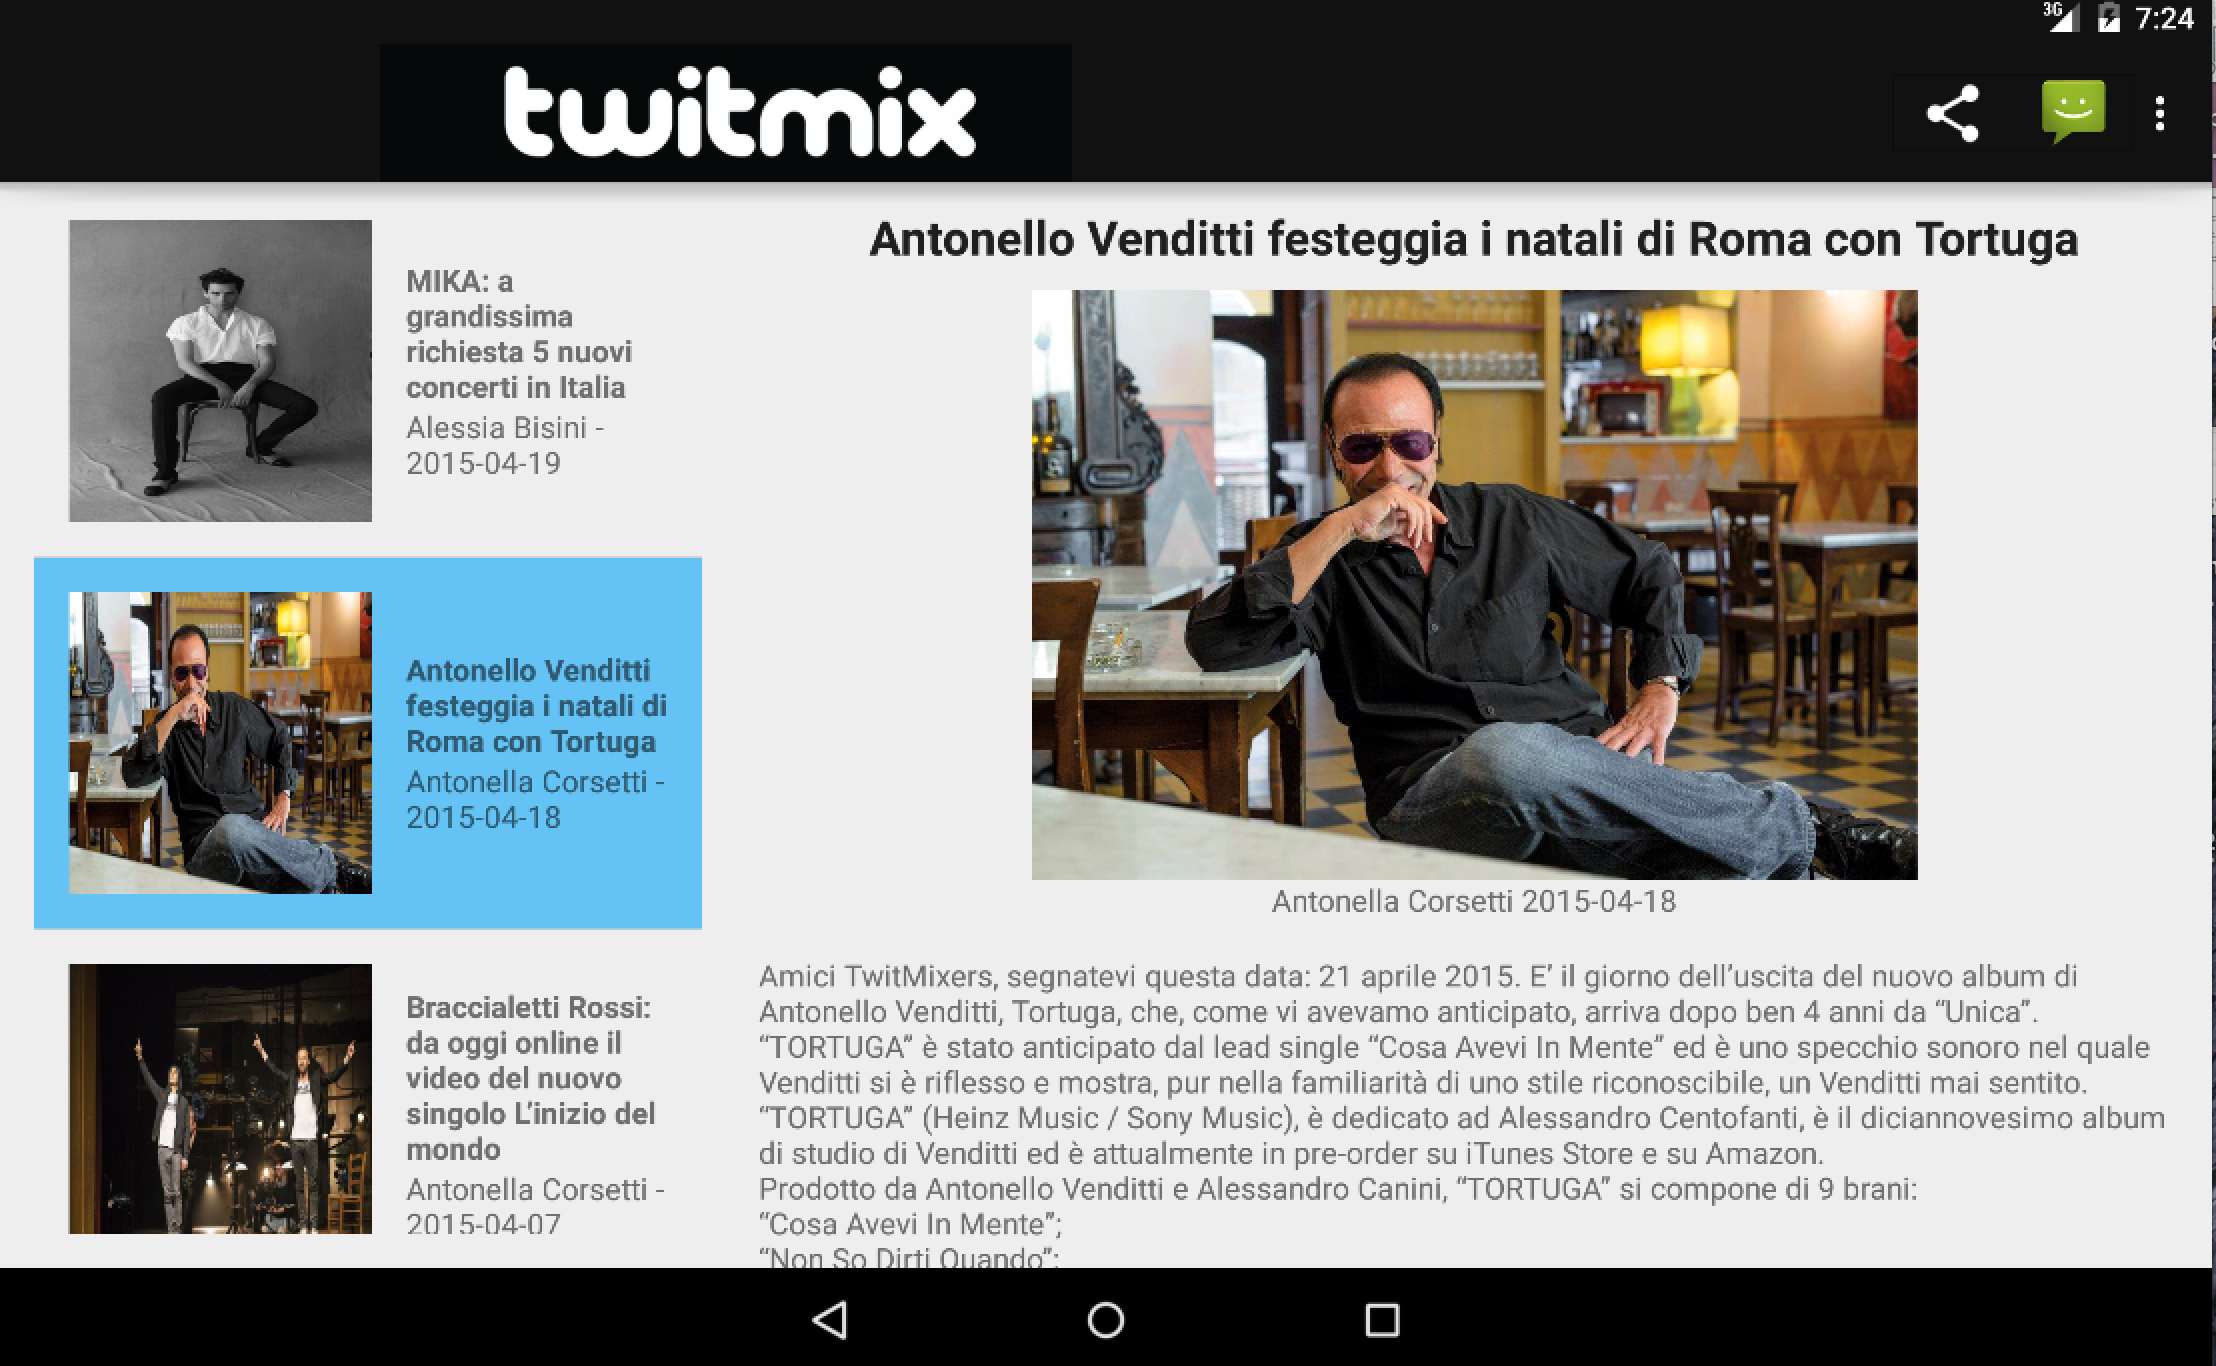 3G 7:24
twitmix
MIKA: a
grandissima
richiesta 5 nuovi
concerti in Italia
Alessia Bisini -
2015-04-19
Antonello Venditti
festeggia i natali di
Roma con Tortuga
Antonella Corsetti -
2015-04-18
Braccialetti Rossi:
da oggi online il
video del nuovo
singolo L’inizio del
mondo
Antonella Corsetti -
2015-04-07
Antonello Venditti festeggia i natali di Roma con Tortuga
Antonella Corsetti 2015-04-18
Amici TwitMixers, segnatevi questa data: 21 aprile 2015. E’ il giorno dell’uscita del nuovo album di
Antonello Venditti, Tortuga, che, come vi avevamo anticipato, arriva dopo ben 4 anni da “Unica”.
“TORTUGA” è stato anticipato dal lead single “Cosa Avevi In Mente” ed è uno specchio sonoro nel quale
Venditti si è riflesso e mostra, pur nella familiarità di uno stile riconoscibile, un Venditti mai sentito.
“TORTUGA” (Heinz Music / Sony Music), è dedicato ad Alessandro Centofanti, è il diciannovesimo album
di studio di Venditti ed è attualmente in pre-order su iTunes Store e su Amazon.
Prodotto da Antonello Venditti e Alessandro Canini, “TORTUGA” si compone di 9 brani:
“Cosa Avevi In Mente”;
“Non So Dirti Quando”;